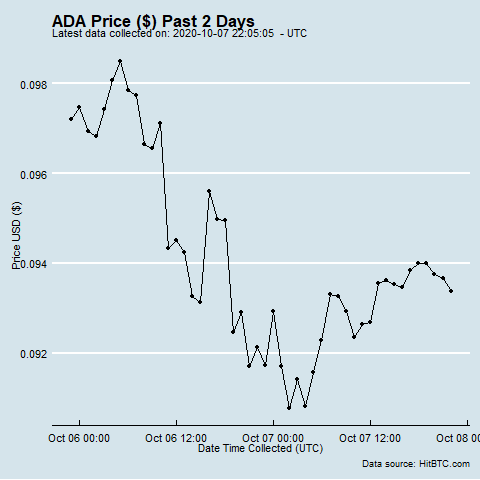 ADA Price ($) Past 2 Days
Latest data collected on: 2020-10-07 22:05:05  - UTC
0.098
0.096
0.094
0.092
Price USD ($)
Oct 06 00:00 Oct 06 12:00 Oct 07 00:00 Oct 07 12:00 Oct 08 0
Date Time Collected (UTC)
Data source: HitBTC.com